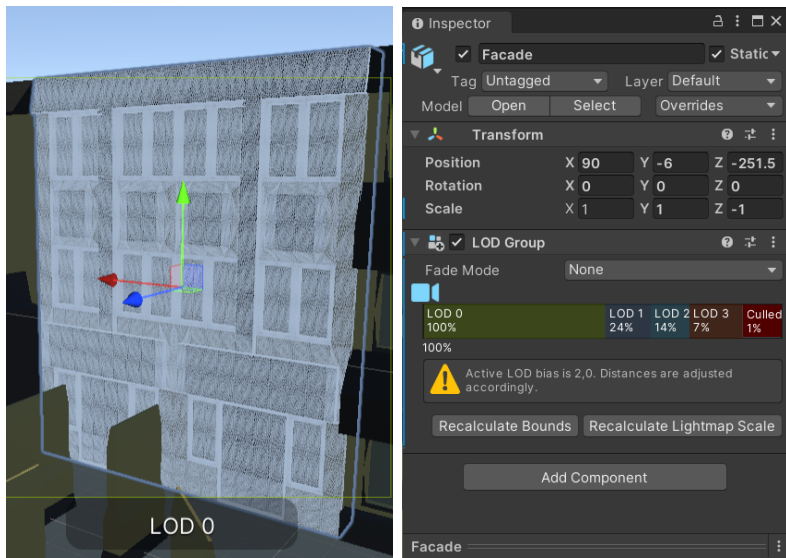 LOD 0
Inspector
Facade
Static
Tag Untagged Layer Default
Model Open Select Overrides
Transform
Position X 90 Y -6 Z -251.5
Rotation X 0 Y 0 Z 0
Scale X 1 Y 1 Z -1
LOD Group
Fade Mode None
LOD 0 LOD 1 LOD 2 LOD 3 Culled
100% 24% 14% 7% 1%
100%
Active LOD bias is 2,0. Distances are adjusted
accordingly.
Recalculate Bounds Recalculate Lightmap Scale
Add Component
Facade